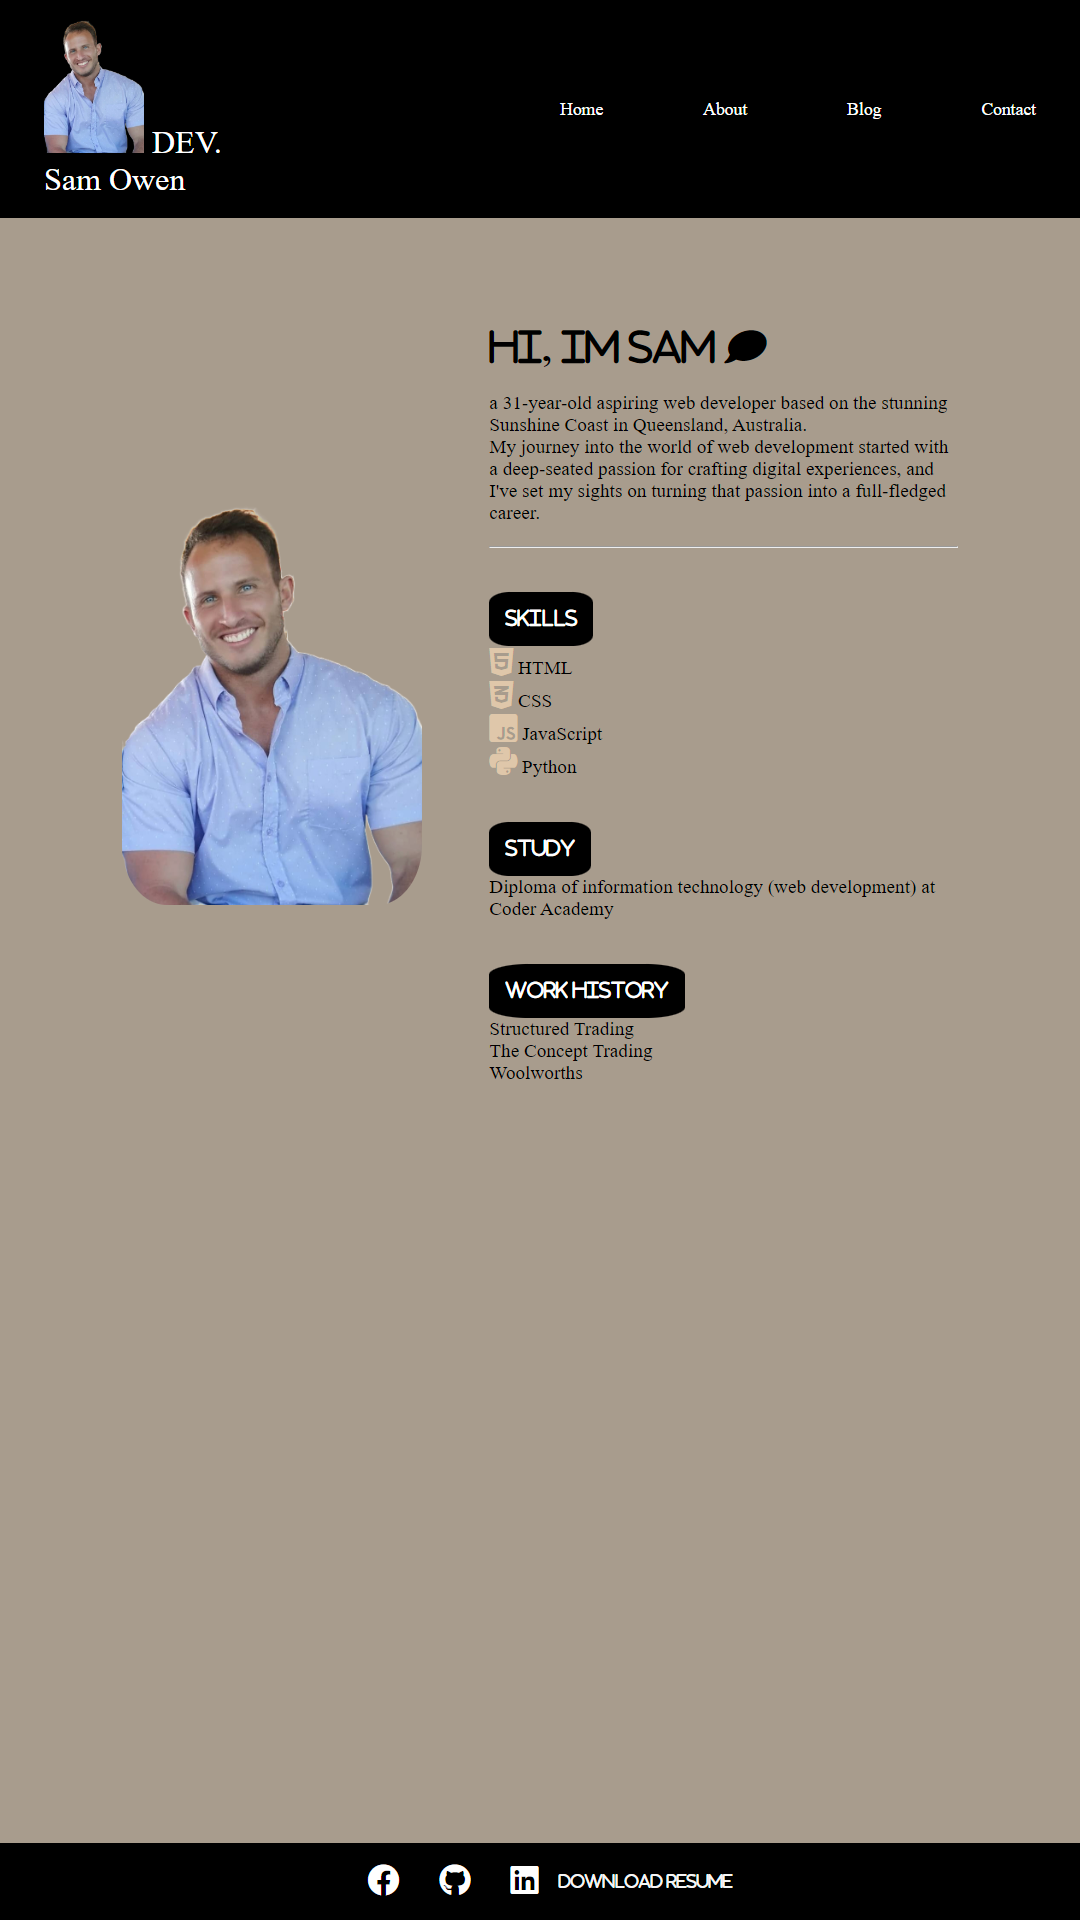 DEV.
Sam Owen
Home
About
Blog
Contact
HI, IM SAM
a 31-year-old aspiring web developer based on the stunning
Sunshine Coast in Queensland, Australia.
My journey into the world of web development started with
a deep-seated passion for crafting digital experiences, and
I've set my sights on turning that passion into a full-fledged
career.
SKILLS
HTML
CSS
JS JavaScript
Python
STUDY
Diploma of information technology (web development) at
Coder Academy
WORK HISTORY
Structured Trading
The Concept Trading
Woolworths
in DOWNLOAD RESUME